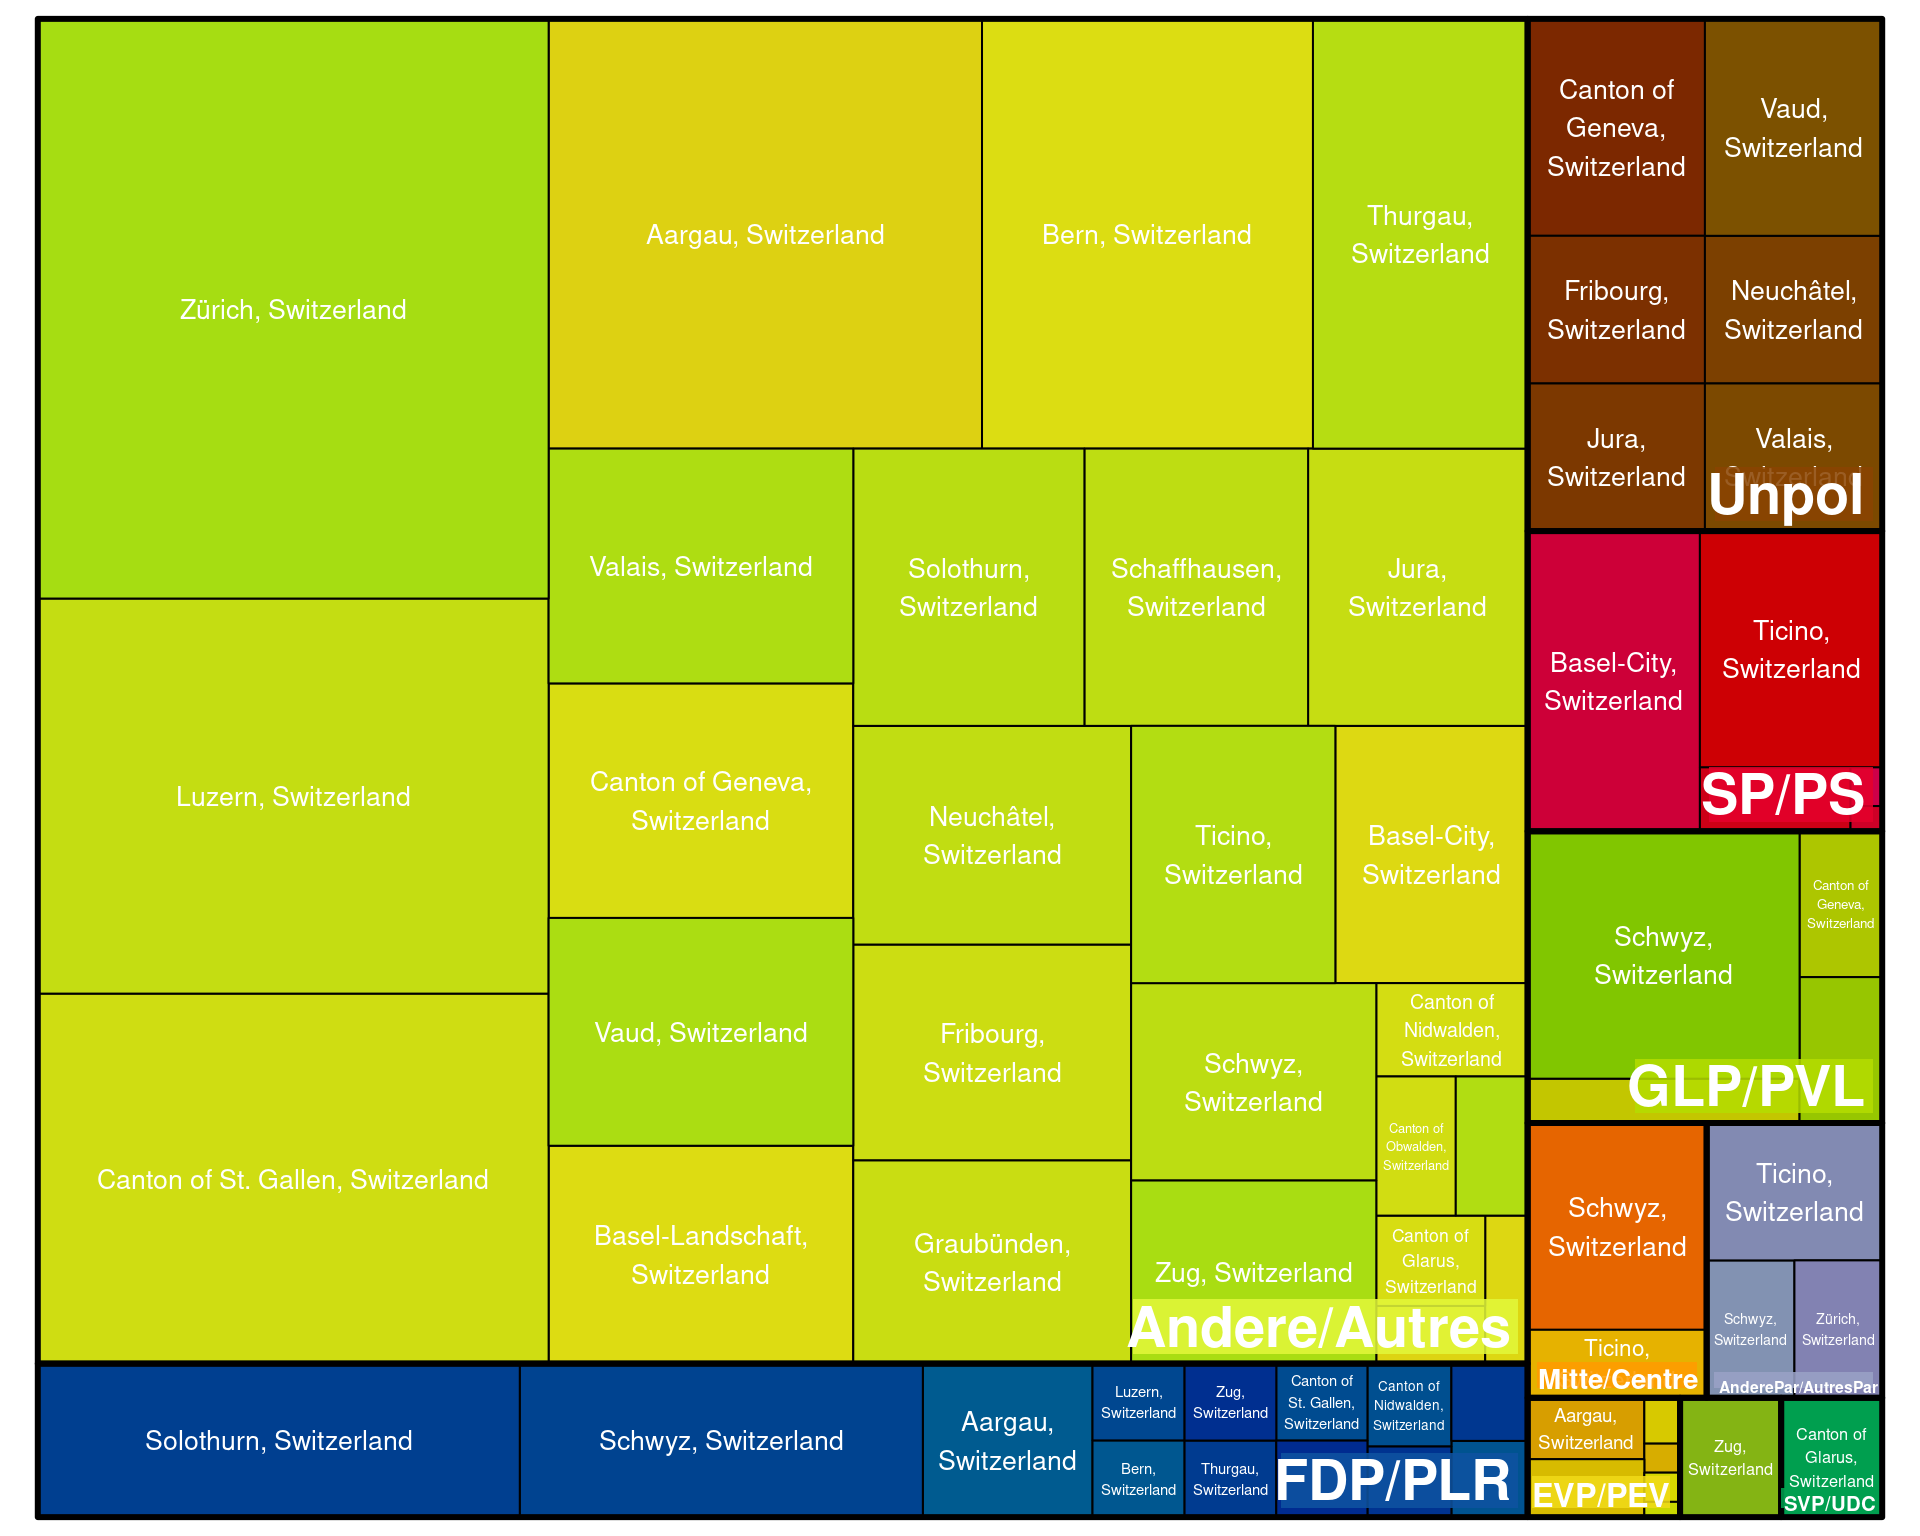 Zürich, Switzerland
Luzern, Switzerland
Canton of St. Gallen, Switzerland
Aargau, Switzerland
Bern, Switzerland
Thurgau,
Switzerland
Valais, Switzerland
Canton of Geneva,
Switzerland
Vaud, Switzerland
Basel-Landschaft,
Switzerland
Solothurn,
Switzerland
Schaffhausen,
Switzerland
Jura,
Switzerland
Neuchâtel,
Switzerland
Fribourg,
Switzerland
Graubünden,
Switzerland
Ticino,
Switzerland
Basel-City,
Switzerland
Schwyz,
Switzerland
Zug, Switzerland
Canton of
Nidwalden,
Switzerland
Canton of
Obwalden,
Switzerland
Canton of
Glarus,
Switzerland
Andere/Autres
Solothurn, Switzerland
Schwyz, Switzerland
Aargau,
Switzerland
Luzern,
Switzerland
Bern,
Switzerland
Zug,
Switzerland
Thurgau,
Switzerland
Canton of
St. Gallen,
Switzerland
Canton of
Nidwalden,
Switzerland
FDP/PLR
Canton of
Geneva,
Switzerland
Vaud,
Switzerland
Fribourg,
Switzerland
Neuchâtel,
Switzerland
Jura,
Switzerland
Valais,
Switzerland
Unpol
Basel-City,
Switzerland
Ticino,
Switzerland
SP/PS
Schwyz,
Switzerland
Canton of
Geneva,
Switzerland
GLP/PVL
Schwyz,
Switzerland
Ticino,
Mitte/Centre
Ticino,
Switzerland
Schwyz,
Switzerland
Zürich,
Switzerland
AnderePar/AutresPar
Aargau,
Switzerland
EVP/PEV
Zug,
Switzerland
Canton of
Glarus,
Switzerland
SVP/UDC